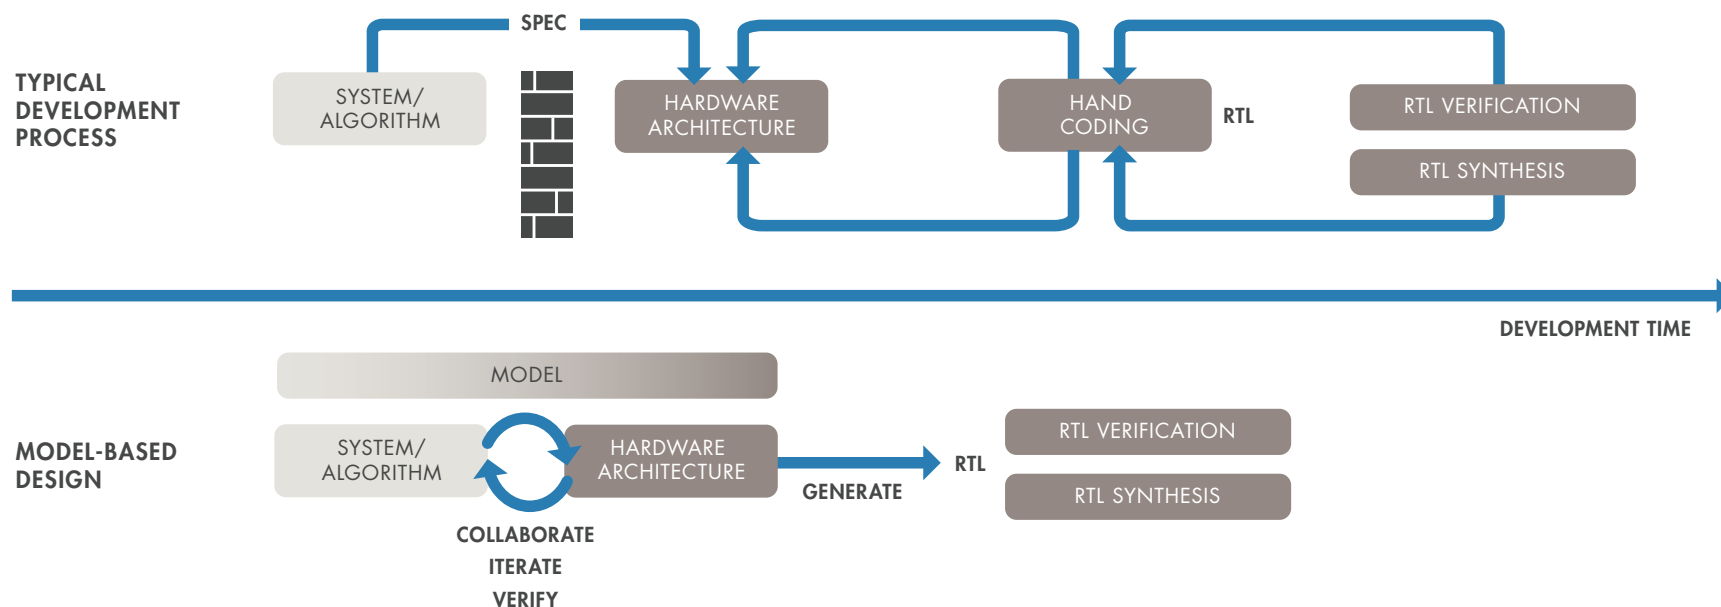 SPEC
TYPICAL
DEVELOPMENT
PROCESS
SYSTEM/
ALGORITHM
HARDWARE
ARCHITECTURE
HAND
CODING
RTL
RTL VERIFICATION
RTL SYNTHESIS
DEVELOPMENT TIME
MODEL
MODEL-BASED
DESIGN
SYSTEM/
ALGORITHM
HARDWARE
ARCHITECTURE
GENERATE
RTL
RTL VERIFICATION
RTL SYNTHESIS
COLLABORATE
ITERATE
VERIFY